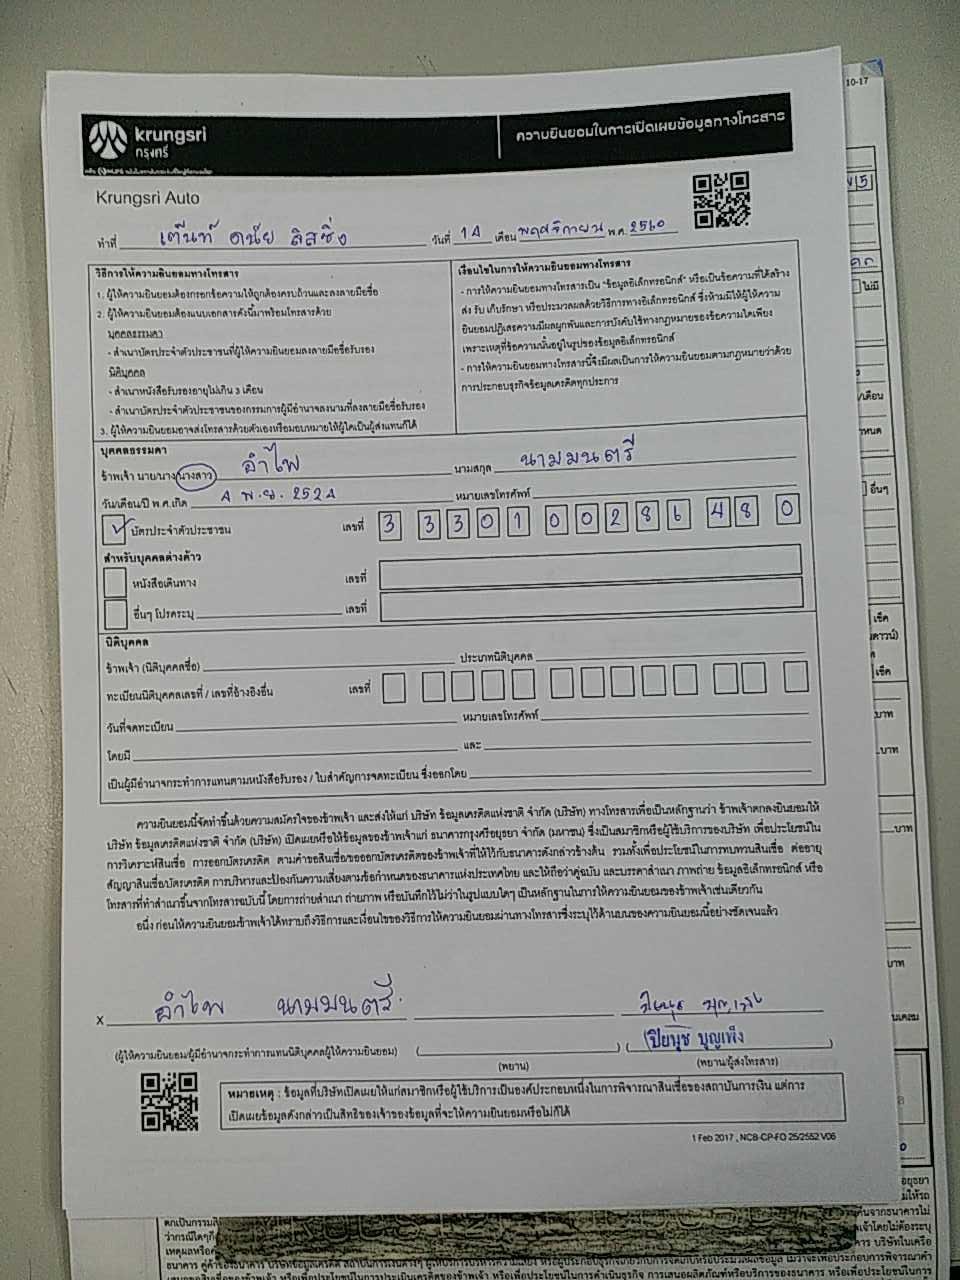 krungsri
กรุงศรี
ความยินยอมในการเปิดเผยข้อมูลทางโทรสาร
Krungsri Auto
ทำที่ เต็นท์ ดนัย ลิสซิ่ง วันที่ 14 เดือน พฤศจิกายน พ.ศ. 2560
วิธีการให้ความยินยอมทางโทรสาร
1. ผู้ให้ความยินยอมต้องกรอกข้อความให้ถูกต้องครบถ้วนและลงลายมือชื่อ
2. ผู้ให้ความยินยอมต้องแนบเอกสารดังนี้มาพร้อมโทรสารด้วย
บุคคลธรรมดา
- สำเนาบัตรประจำตัวประชาชนที่ผู้ให้ความยินยอมลงลายมือชื่อรับรอง
นิติบุคคล
- สำเนาหนังสือรับรองอายุไม่เกิน 3 เดือน
- สำเนาบัตรประจำตัวประชาชนของกรรมการผู้มีอำนาจลงนามที่ลงลายมือชื่อรับรอง
3. ผู้ให้ความยินยอมอาจส่งโทรสารด้วยตัวเองหรือมอบหมายให้ผู้ใดเป็นผู้ส่งแทนก็ได้
เงื่อนไขในการให้ความยินยอมทางโทรสาร
- การให้ความยินยอมทางโทรสารเป็น "ข้อมูลอิเล็กทรอนิกส์" หรือเป็นข้อความที่ได้สร้าง
ส่ง รับ เก็บรักษา หรือประมวลผลด้วยวิธีการทางอิเล็กทรอนิกส์ ซึ่งห้ามมิให้ผู้ให้ความ
ยินยอมปฏิเสธความมีผลผูกพันและการบังคับใช้ทางกฎหมายของข้อความใดเพียง
เพราะเหตุที่ข้อความนั้นอยู่ในรูปของข้อมูลอิเล็กทรอนิกส์
- การให้ความยินยอมทางโทรสารนี้จึงมีผลเป็นการให้ความยินยอมตามกฎหมายว่าด้วย
การประกอบธุรกิจข้อมูลเครดิตทุกประการ
บุคคลธรรมดา
ข้าพเจ้า นาย/นาง/นางสาว อำไพ นามสกุล นามมนตรี
วัน/เดือน/ปี พ.ศ.เกิด 4 พ.ย. 2524 หมายเลขโทรศัพท์
บัตรประจำตัวประชาชน เลขที่ 3 3301 00286 48 0
สำหรับบุคคลต่างด้าว
หนังสือเดินทาง เลขที่
อื่นๆ โปรดระบุ เลขที่
นิติบุคคล
ข้าพเจ้า (นิติบุคคลชื่อ) ประเภทนิติบุคคล
ทะเบียนนิติบุคคลเลขที่ / เลขที่อ้างอิงอื่น เลขที่
วันที่จดทะเบียน หมายเลขโทรศัพท์
โดยมี และ
เป็นผู้มีอำนาจกระทำการแทนตามหนังสือรับรอง / ใบสำคัญการจดทะเบียน ซึ่งออกโดย
ความยินยอมนี้จัดทำขึ้นด้วยความสมัครใจของข้าพเจ้า และส่งให้แก่ บริษัท ข้อมูลเครดิตแห่งชาติ จำกัด (บริษัท) ทางโทรสารเพื่อเป็นหลักฐานว่า ข้าพเจ้าตกลงยินยอมให้
บริษัท ข้อมูลเครดิตแห่งชาติ จำกัด (บริษัท) เปิดเผยหรือให้ข้อมูลของข้าพเจ้าแก่ ธนาคารกรุงศรีอยุธยา จำกัด (มหาชน) ซึ่งเป็นสมาชิกหรือผู้ใช้บริการของบริษัท เพื่อประโยชน์ใน
การวิเคราะห์สินเชื่อ การออกบัตรเครดิต ตามคำขอสินเชื่อ/ขอออกบัตรเครดิตของข้าพเจ้าที่ให้ไว้กับธนาคารดังกล่าวข้างต้น รวมทั้งเพื่อประโยชน์ในการทบทวนสินเชื่อ ต่ออายุ
สัญญาสินเชื่อ/บัตรเครดิต การบริหารและป้องกันความเสี่ยงตามข้อกำหนดของธนาคารแห่งประเทศไทย และให้ถือว่าคู่ฉบับ และบรรดาสำเนา ภาพถ่าย ข้อมูลอิเล็กทรอนิกส์ หรือ
โทรสารที่ทำสำเนาขึ้นจากโทรสารฉบับนี้ โดยการถ่ายสำเนา ถ่ายภาพ หรือบันทึกไว้ไม่ว่าในรูปแบบใดๆ เป็นหลักฐานในการให้ความยินยอมของข้าพเจ้าเช่นเดียวกัน
อนึ่ง ก่อนให้ความยินยอมข้าพเจ้าได้ทราบถึงวิธีการและเงื่อนไขของวิธีการให้ความยินยอมผ่านทางโทรสารซึ่งระบุไว้ด้านบนของความยินยอมนี้อย่างชัดเจนแล้ว
X อำไพ นามมนตรี
(ผู้ให้ความยินยอม/ผู้มีอำนาจกระทำการแทนนิติบุคคลผู้ให้ความยินยอม) ( ) (ปิยนุช บุญเพ็ง)
(พยาน) (พยาน/ผู้ส่งโทรสาร)
หมายเหตุ : ข้อมูลที่บริษัทเปิดเผยให้แก่สมาชิกหรือผู้ใช้บริการเป็นองค์ประกอบหนึ่งในการพิจารณาสินเชื่อของสถาบันการเงิน แต่การ
เปิดเผยข้อมูลดังกล่าวเป็นสิทธิของเจ้าของข้อมูลที่จะให้ความยินยอมหรือไม่ก็ได้
1 Feb 2017 , NCB-CP-FO 25/2552 V06
10-17